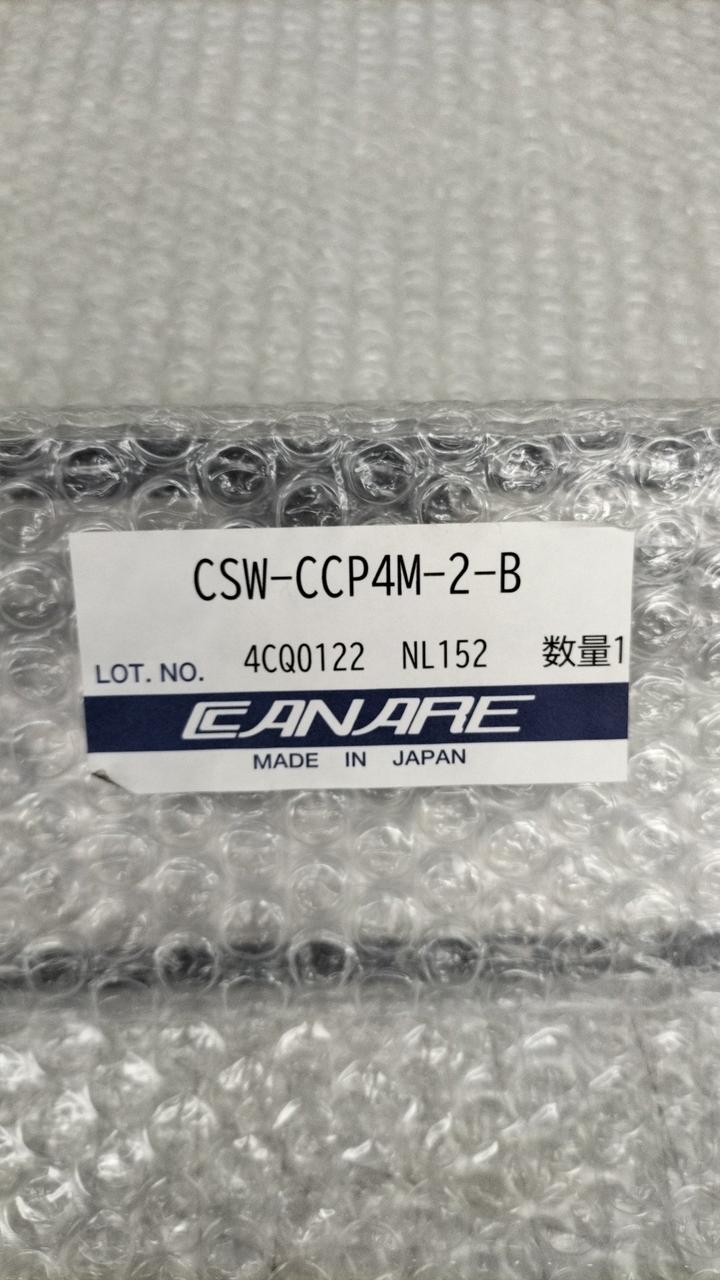 CSW-CCP4M-2-B
LOT. NO. 4CQ0122 NL152 数量1
CANARE
MADE IN JAPAN